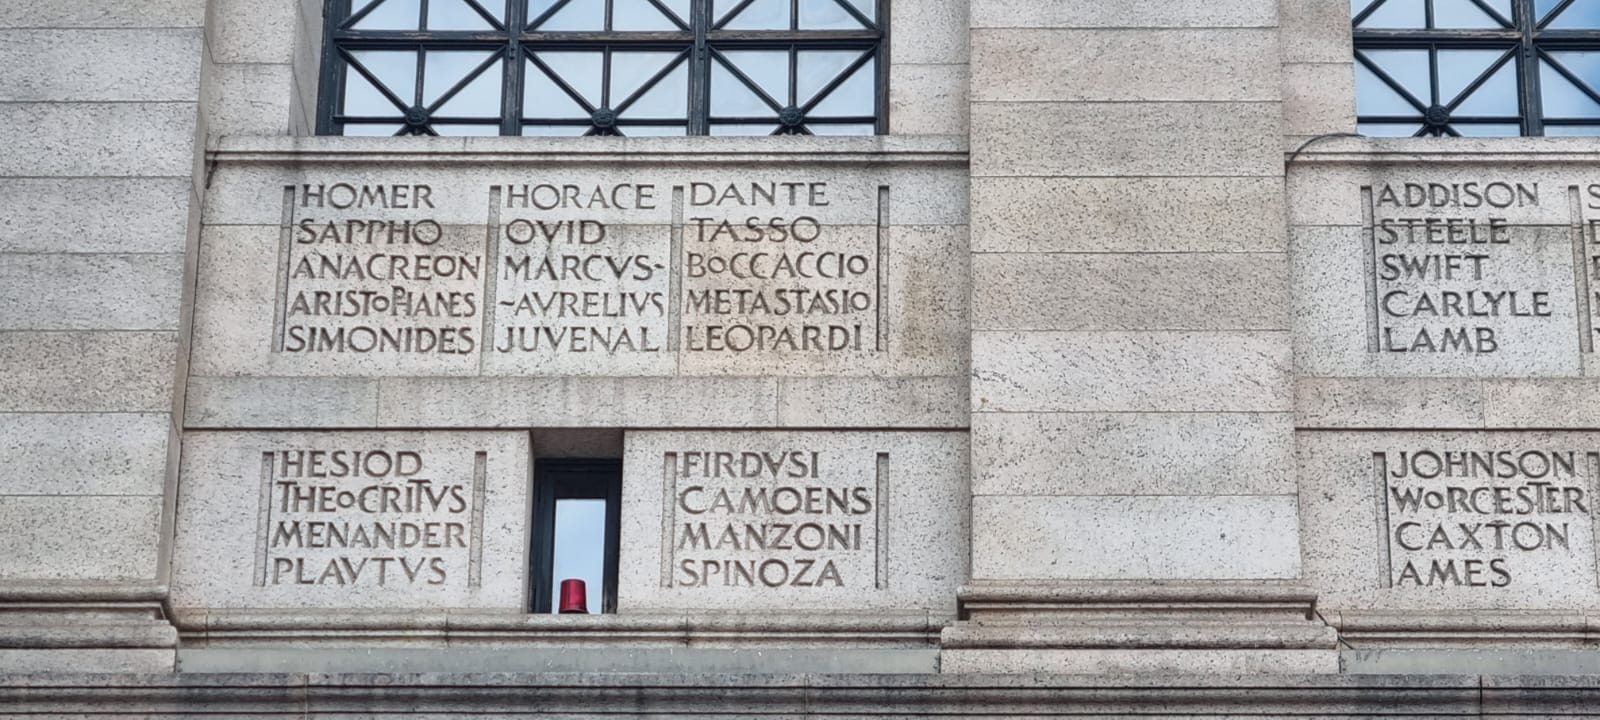 HOMER
SAPPHO
ANACREON
ARISTOPHANES
SIMONIDES
HORACE
OVID
MARCVS-
-AVRELIVS
JUVENAL
DANTE
TASSO
BOCCACCIO
METASTASIO
LEOPARDI
ADDISON
STEELE
SWIFT
CARLYLE
LAMB
HESIOD
THEOCRITVS
MENANDER
PLAVTVS
FIRDVSI
CAMOENS
MANZONI
SPINOZA
JOHNSON
WORCESTER
CAXTON
AMES